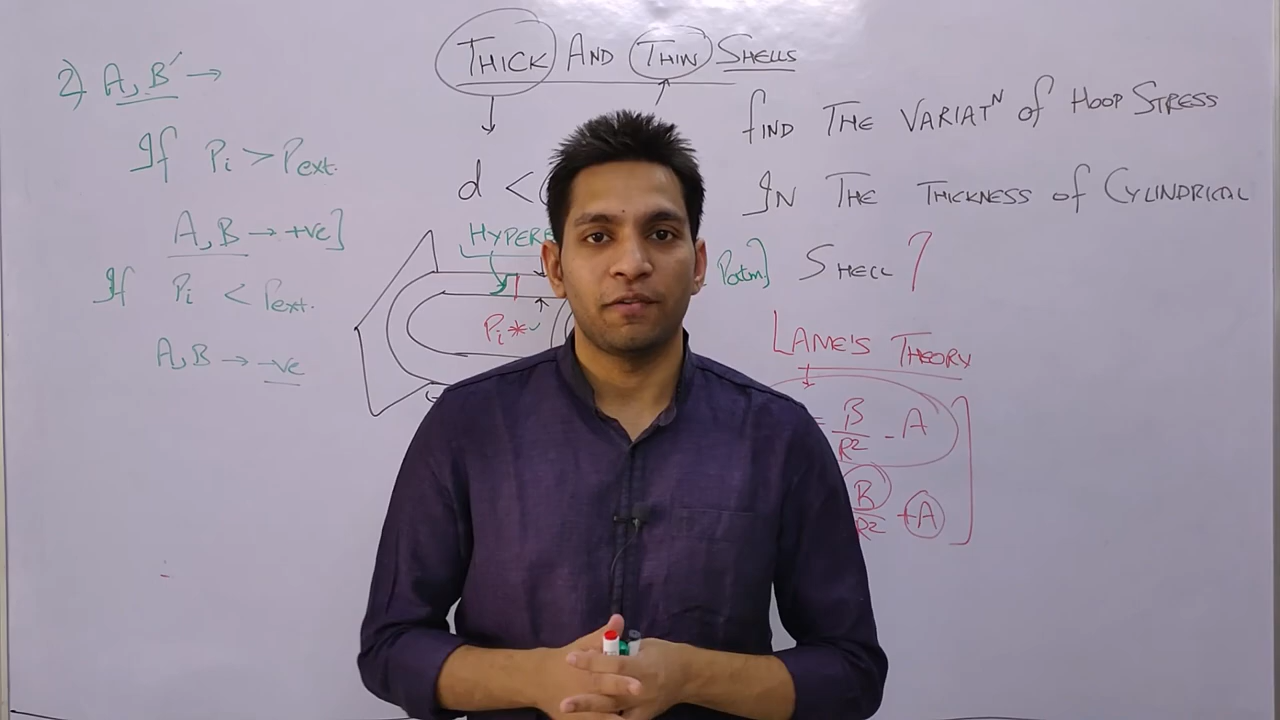 THICK AND THIN SHELLS
2) A, B →
If Pi > Pext.
A, B → +ve]
If Pi < Pext.
A, B → -ve
d <
HYPERB
Pi *
Patm]
FIND THE VARIATN of HOOP STRESS
IN THE THICKNESS of CYLINDRICAL
SHELL?
LAME'S THEORY
= B/R² - A
B/R² + A